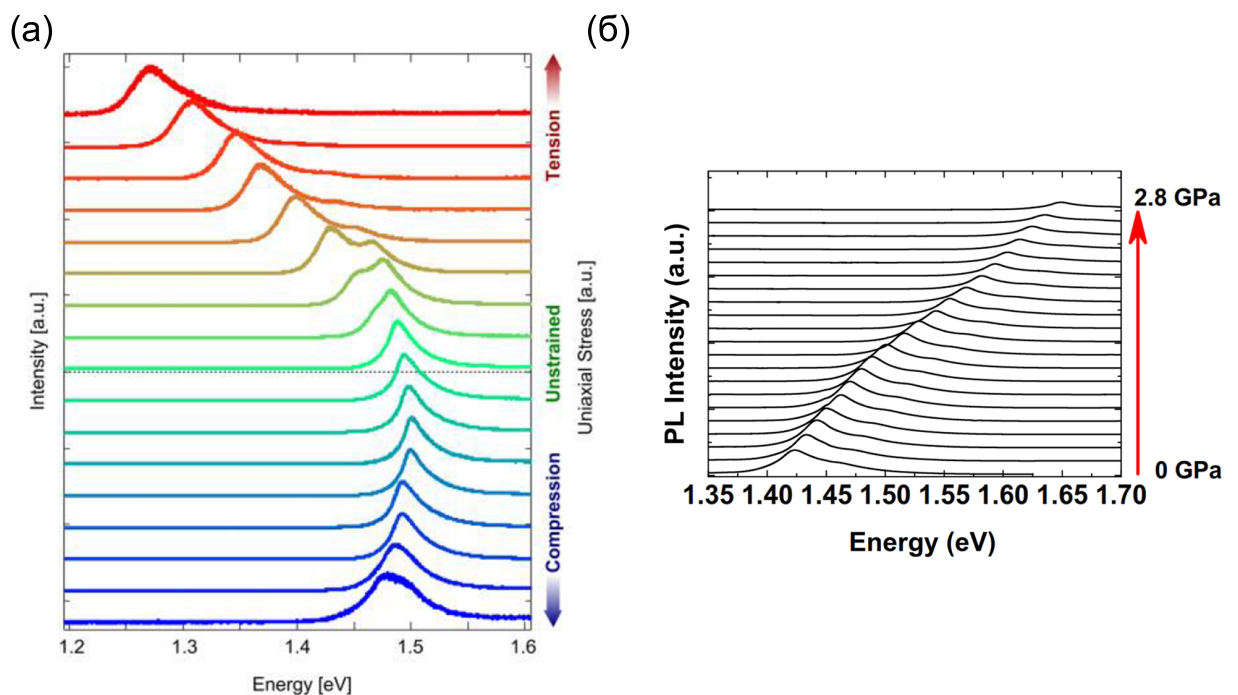 (а)
(б)
Tension
Unstrained
Compression
Intensity [a.u.]
Uniaxial Stress [a.u.]
1.2 1.3 1.4 1.5 1.6
Energy [eV]
PL Intensity (a.u.)
2.8 GPa
0 GPa
1.35 1.40 1.45 1.50 1.55 1.60 1.65 1.70
Energy (eV)